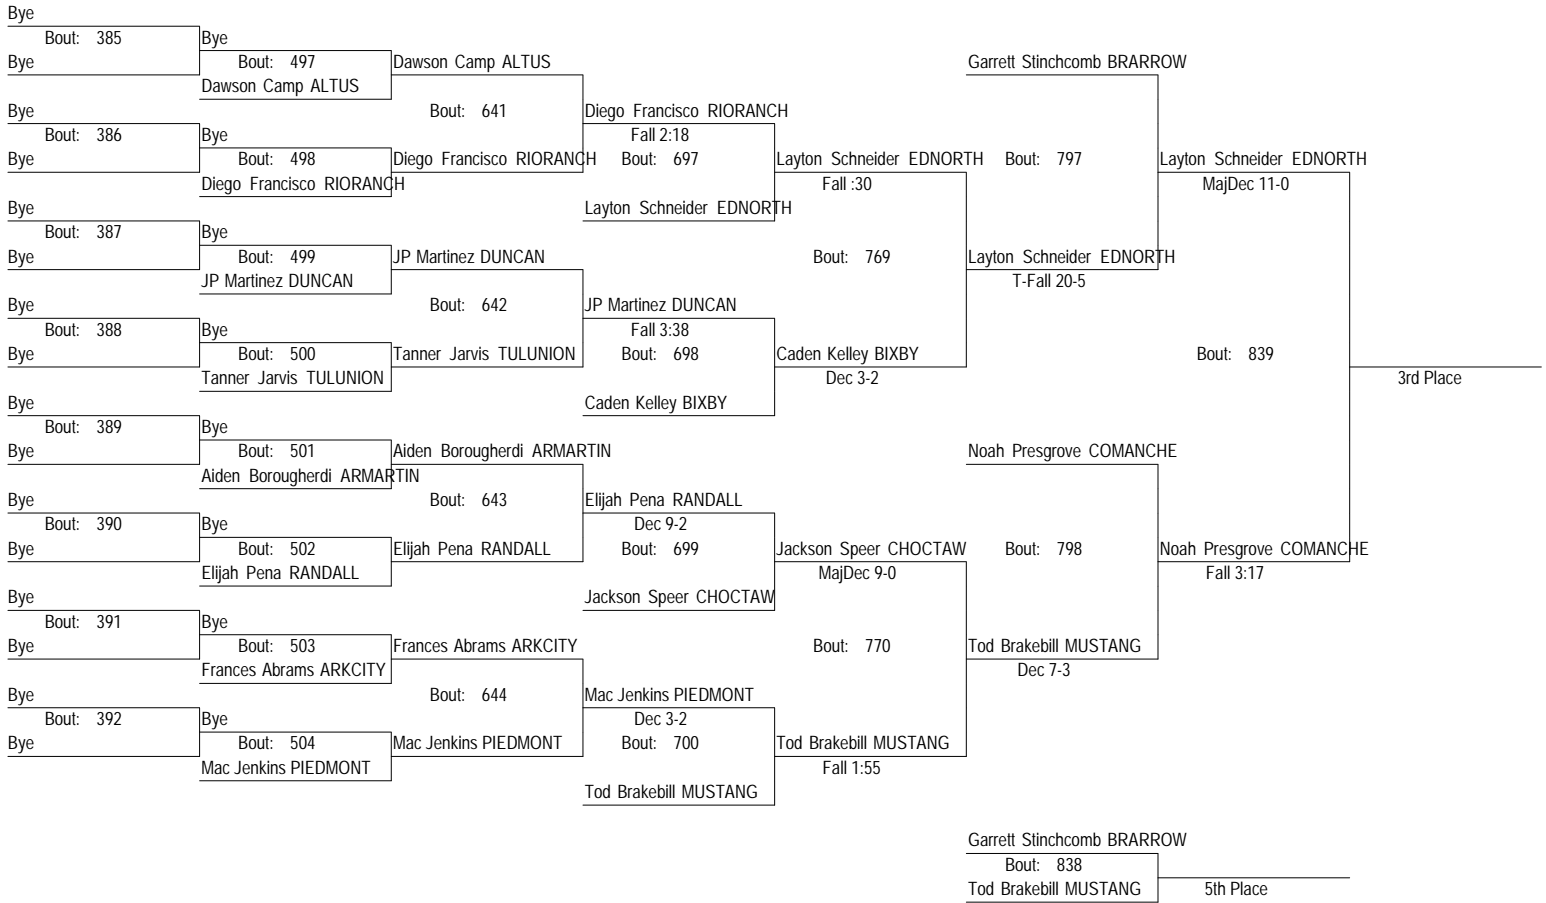 Bye
Bout: 385
Bye
Bye
Bout: 497
Dawson Camp ALTUS
Dawson Camp ALTUS
Garrett Stinchcomb BRARROW
Bye
Bout: 386
Bye
Bye
Bout: 498
Diego Francisco RIORANCH
Bout: 641
Diego Francisco RIORANCH
Diego Francisco RIORANCH
Fall 2:18
Bout: 697
Layton Schneider EDNORTH
Layton Schneider EDNORTH
Fall :30
Bout: 797
Layton Schneider EDNORTH
MajDec 11-0
Bye
Bout: 387
Bye
Bye
Bout: 499
JP Martinez DUNCAN
JP Martinez DUNCAN
Bout: 769
Layton Schneider EDNORTH
T-Fall 20-5
Bye
Bout: 388
Bye
Bye
Bout: 500
Tanner Jarvis TULUNION
Bout: 642
Tanner Jarvis TULUNION
JP Martinez DUNCAN
Fall 3:38
Bout: 698
Caden Kelley BIXBY
Caden Kelley BIXBY
Dec 3-2
Bout: 839
3rd Place
Bye
Bout: 389
Bye
Bye
Bout: 501
Aiden Borougherdi ARMARTIN
Aiden Borougherdi ARMARTIN
Noah Presgrove COMANCHE
Bye
Bout: 390
Bye
Bye
Bout: 502
Elijah Pena RANDALL
Bout: 643
Elijah Pena RANDALL
Elijah Pena RANDALL
Dec 9-2
Bout: 699
Jackson Speer CHOCTAW
Jackson Speer CHOCTAW
MajDec 9-0
Bout: 798
Noah Presgrove COMANCHE
Fall 3:17
Bye
Bout: 391
Bye
Bye
Bout: 503
Frances Abrams ARKCITY
Frances Abrams ARKCITY
Bout: 770
Tod Brakebill MUSTANG
Dec 7-3
Bye
Bout: 392
Bye
Bye
Bout: 504
Mac Jenkins PIEDMONT
Bout: 644
Mac Jenkins PIEDMONT
Mac Jenkins PIEDMONT
Dec 3-2
Bout: 700
Tod Brakebill MUSTANG
Tod Brakebill MUSTANG
Fall 1:55
Garrett Stinchcomb BRARROW
Bout: 838
Tod Brakebill MUSTANG
5th Place